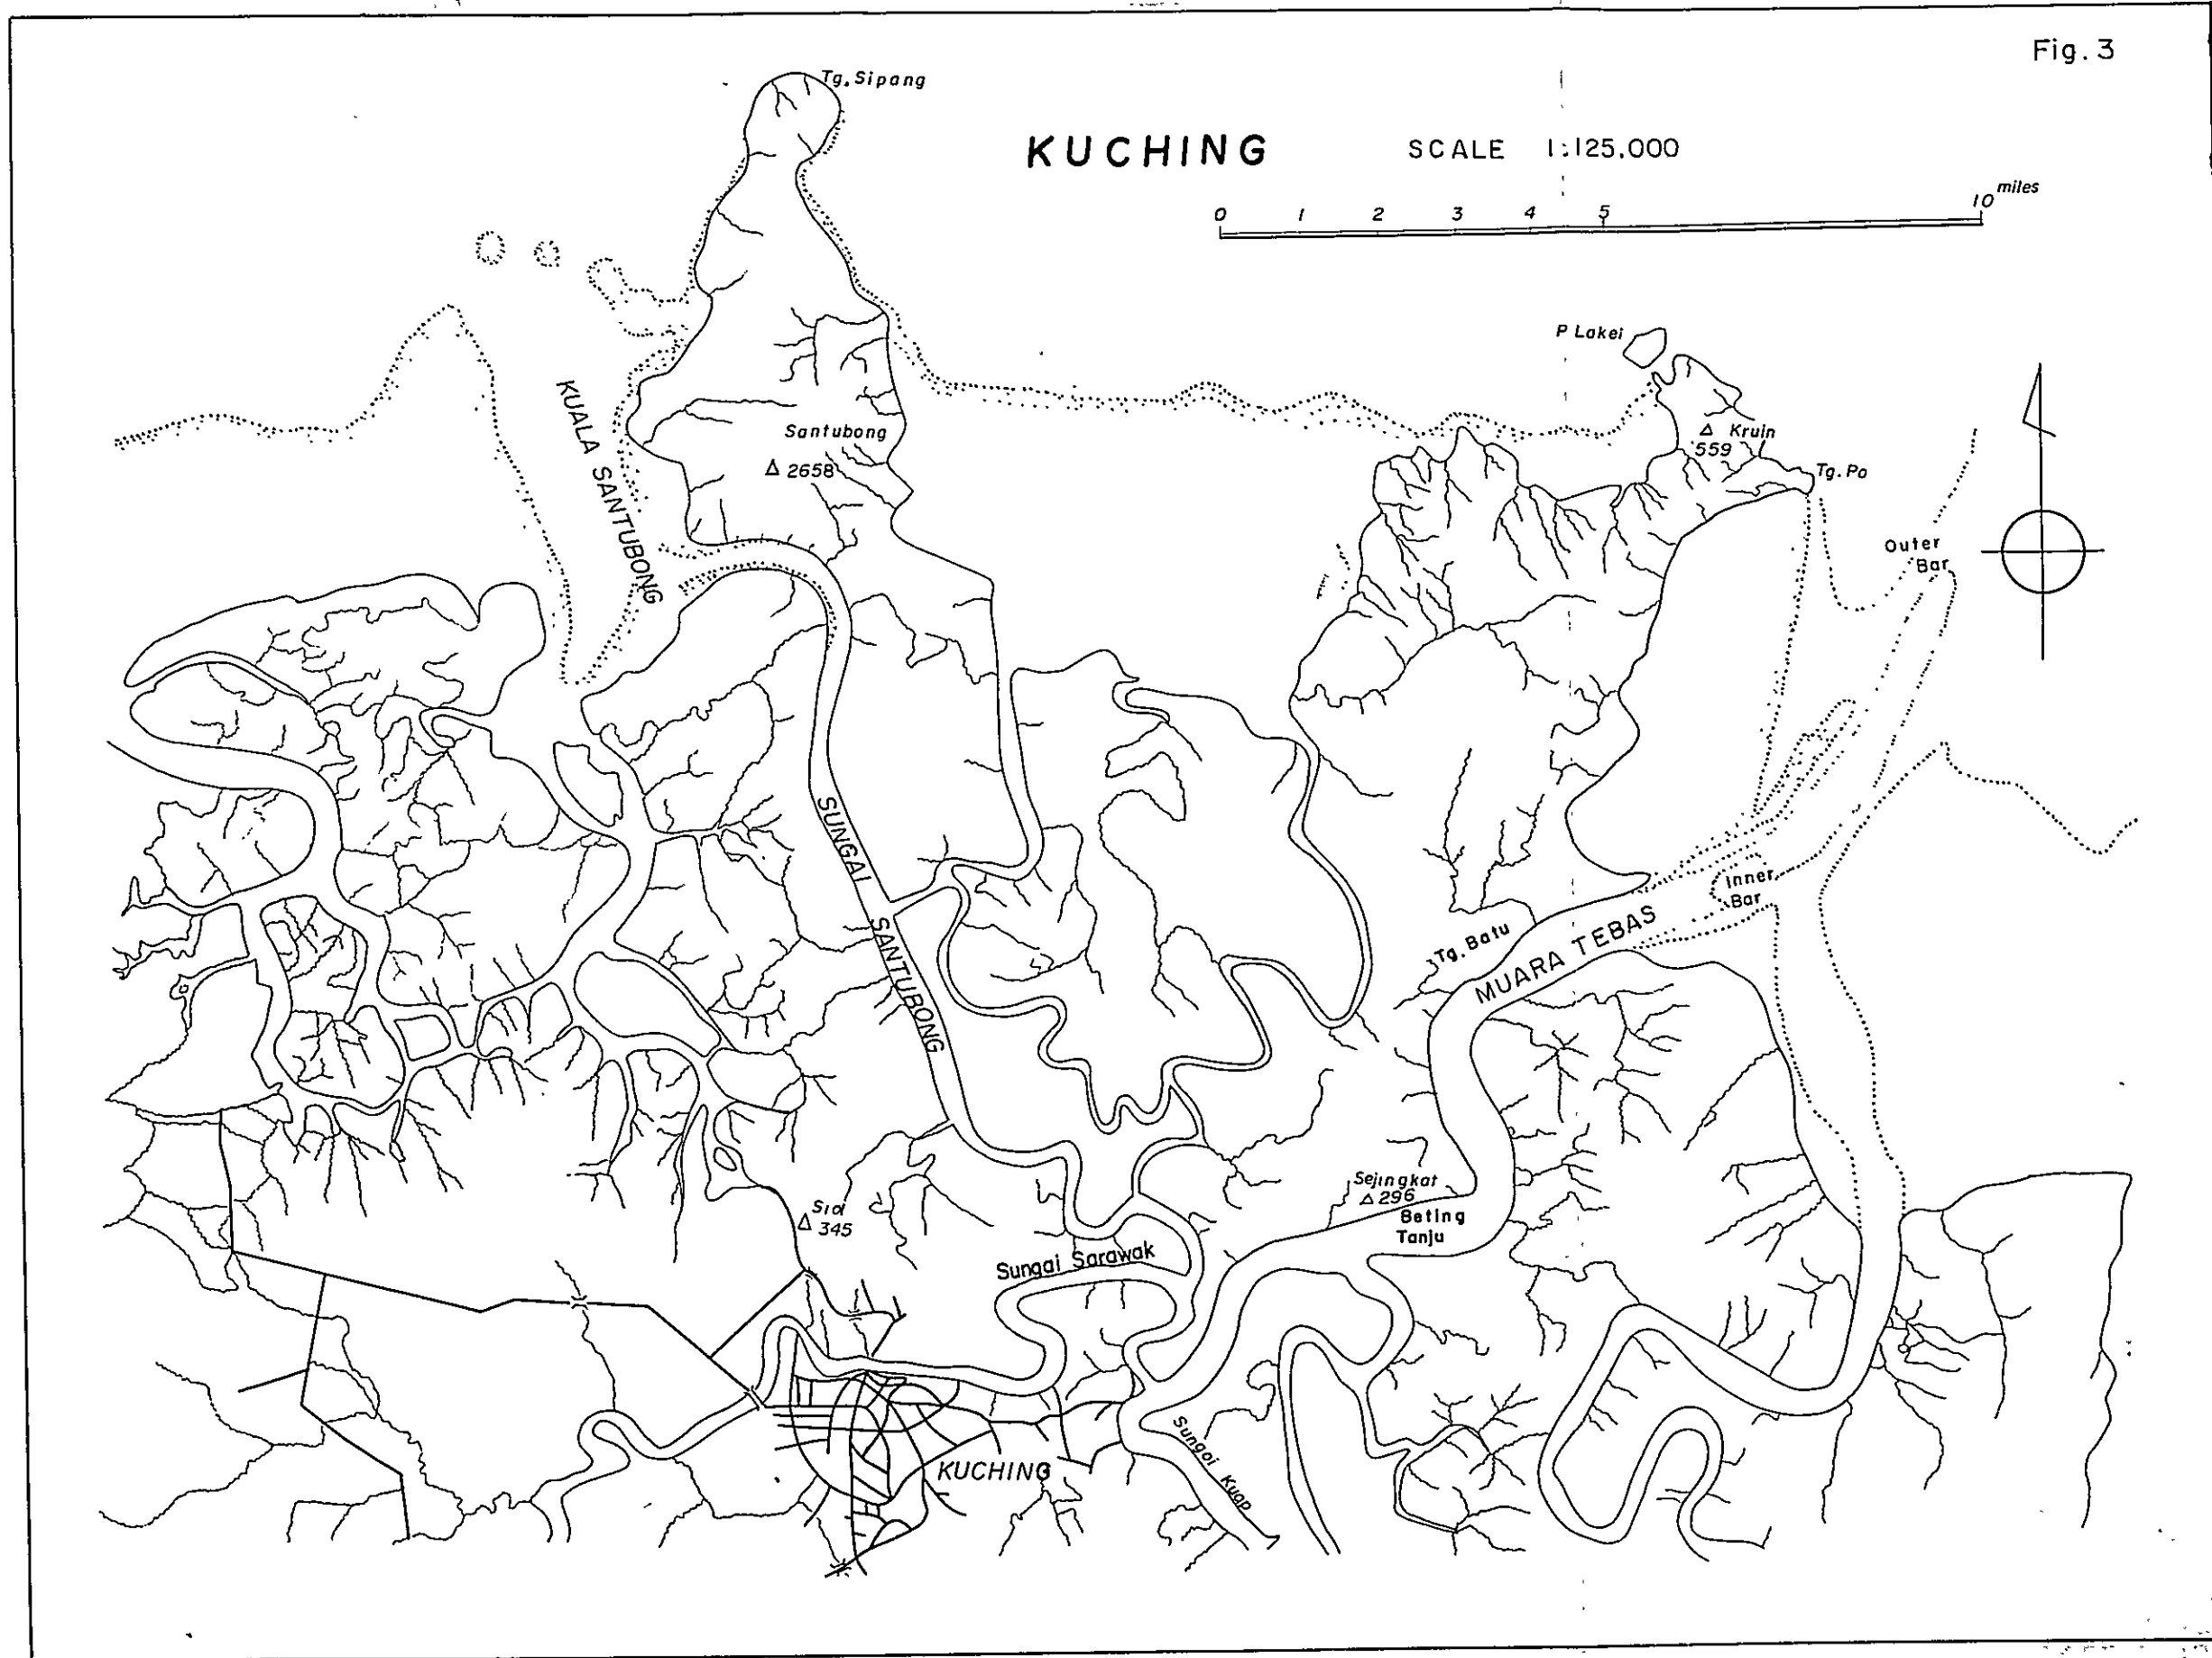 Fig. 3
Tg. Sipang
KUCHING
SCALE 1:125,000
0 1 2 3 4 5 10 miles
P Lakei
KUALA SANTUBONG
Santubong
△ 2658
△ Kruin
559
Tg. Po
Outer
Bar
SUNGAI SANTUBONG
Inner
Bar
Tg. Batu
MUARA TEBAS
Sejingkat
△ 296
Beting
Tanju
Siol
△ 345
Sungai Sarawak
KUCHING
Sungai Kuap